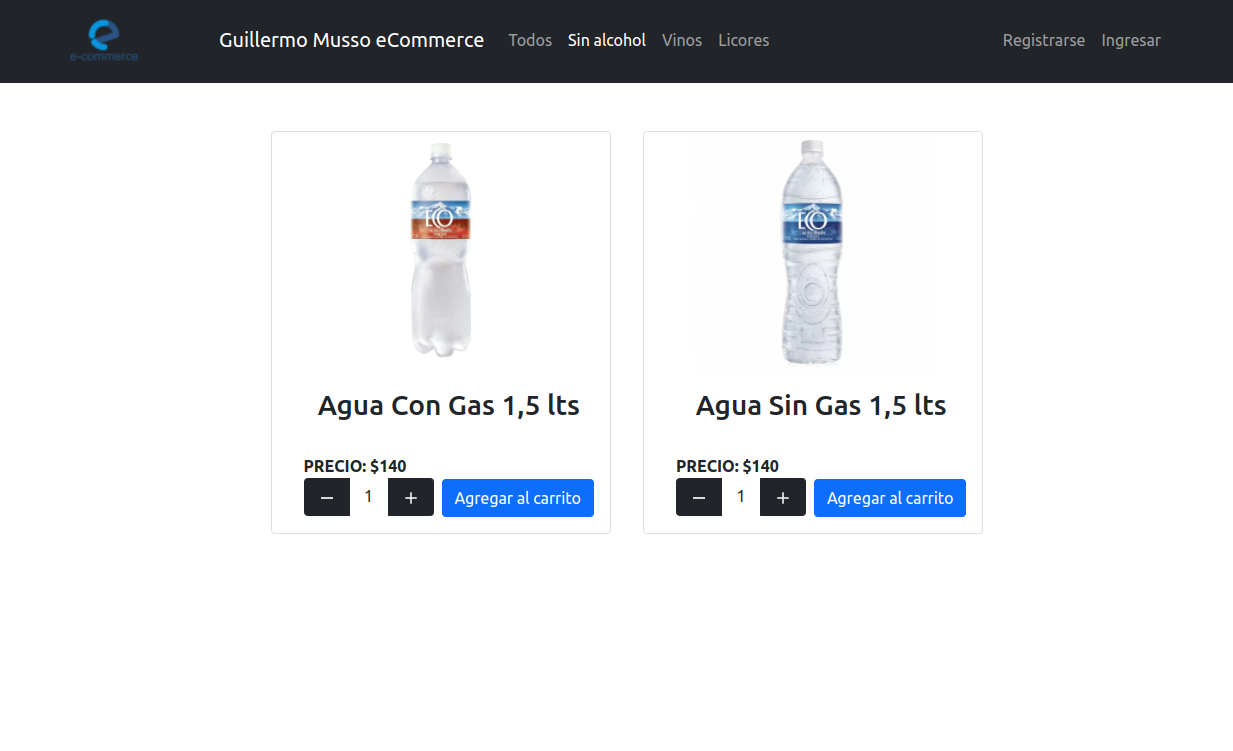 e-commerce
Guillermo Musso eCommerce Todos Sin alcohol Vinos Licores Registrarse Ingresar
ECO
ECO
Agua Con Gas 1,5 lts
Agua Sin Gas 1,5 lts
PRECIO: $140
− 1 + Agregar al carrito
PRECIO: $140
− 1 + Agregar al carrito